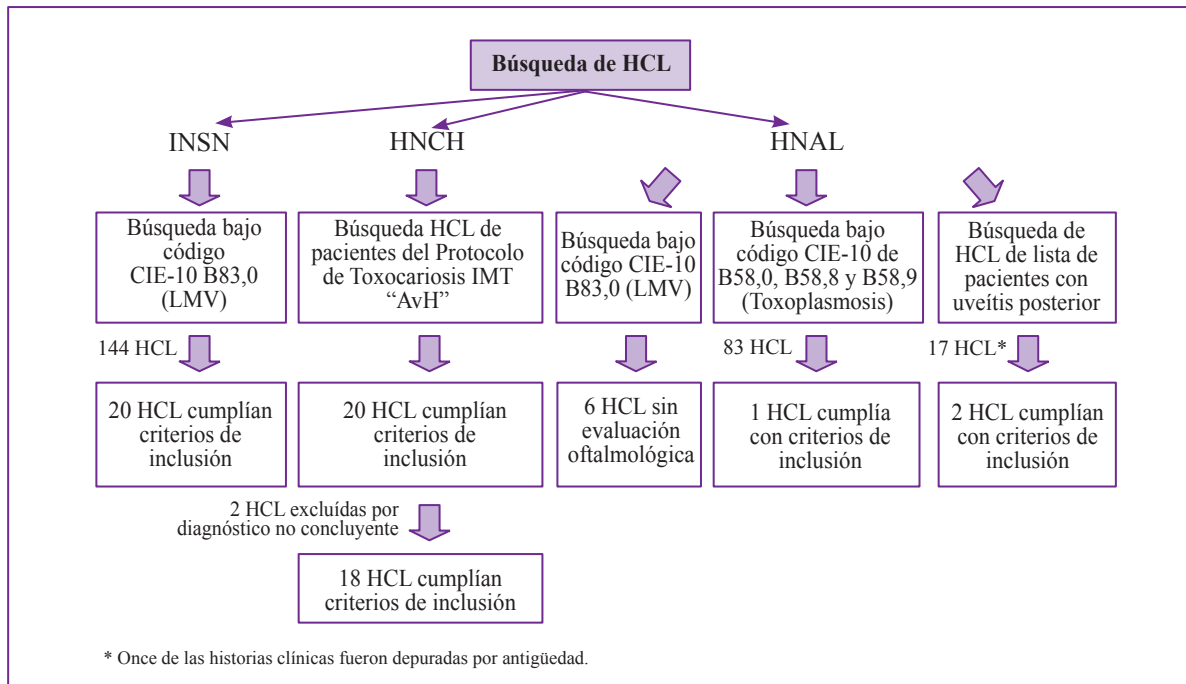 Búsqueda de HCL
INSN
HNCH
HNAL
Búsqueda bajo
código
CIE-10 B83,0
(LMV)
Búsqueda HCL de
pacientes del Protocolo
de Toxocariosis IMT
“AvH”
Búsqueda bajo
código CIE-10
B83,0 (LMV)
Búsqueda bajo
código CIE-10 de
B58,0, B58,8 y B58,9
(Toxoplasmosis)
Búsqueda de
HCL de lista de
pacientes con
uveítis posterior
144 HCL
83 HCL
17 HCL*
20 HCL cumplían
criterios de
inclusión
20 HCL cumplían
criterios de
inclusión
6 HCL sin
evaluación
oftalmológica
1 HCL cumplía
con criterios de
inclusión
2 HCL cumplían
con criterios de
inclusión
2 HCL excluídas por
diagnóstico no concluyente
18 HCL cumplían
criterios de inclusión
* Once de las historias clínicas fueron depuradas por antigüedad.